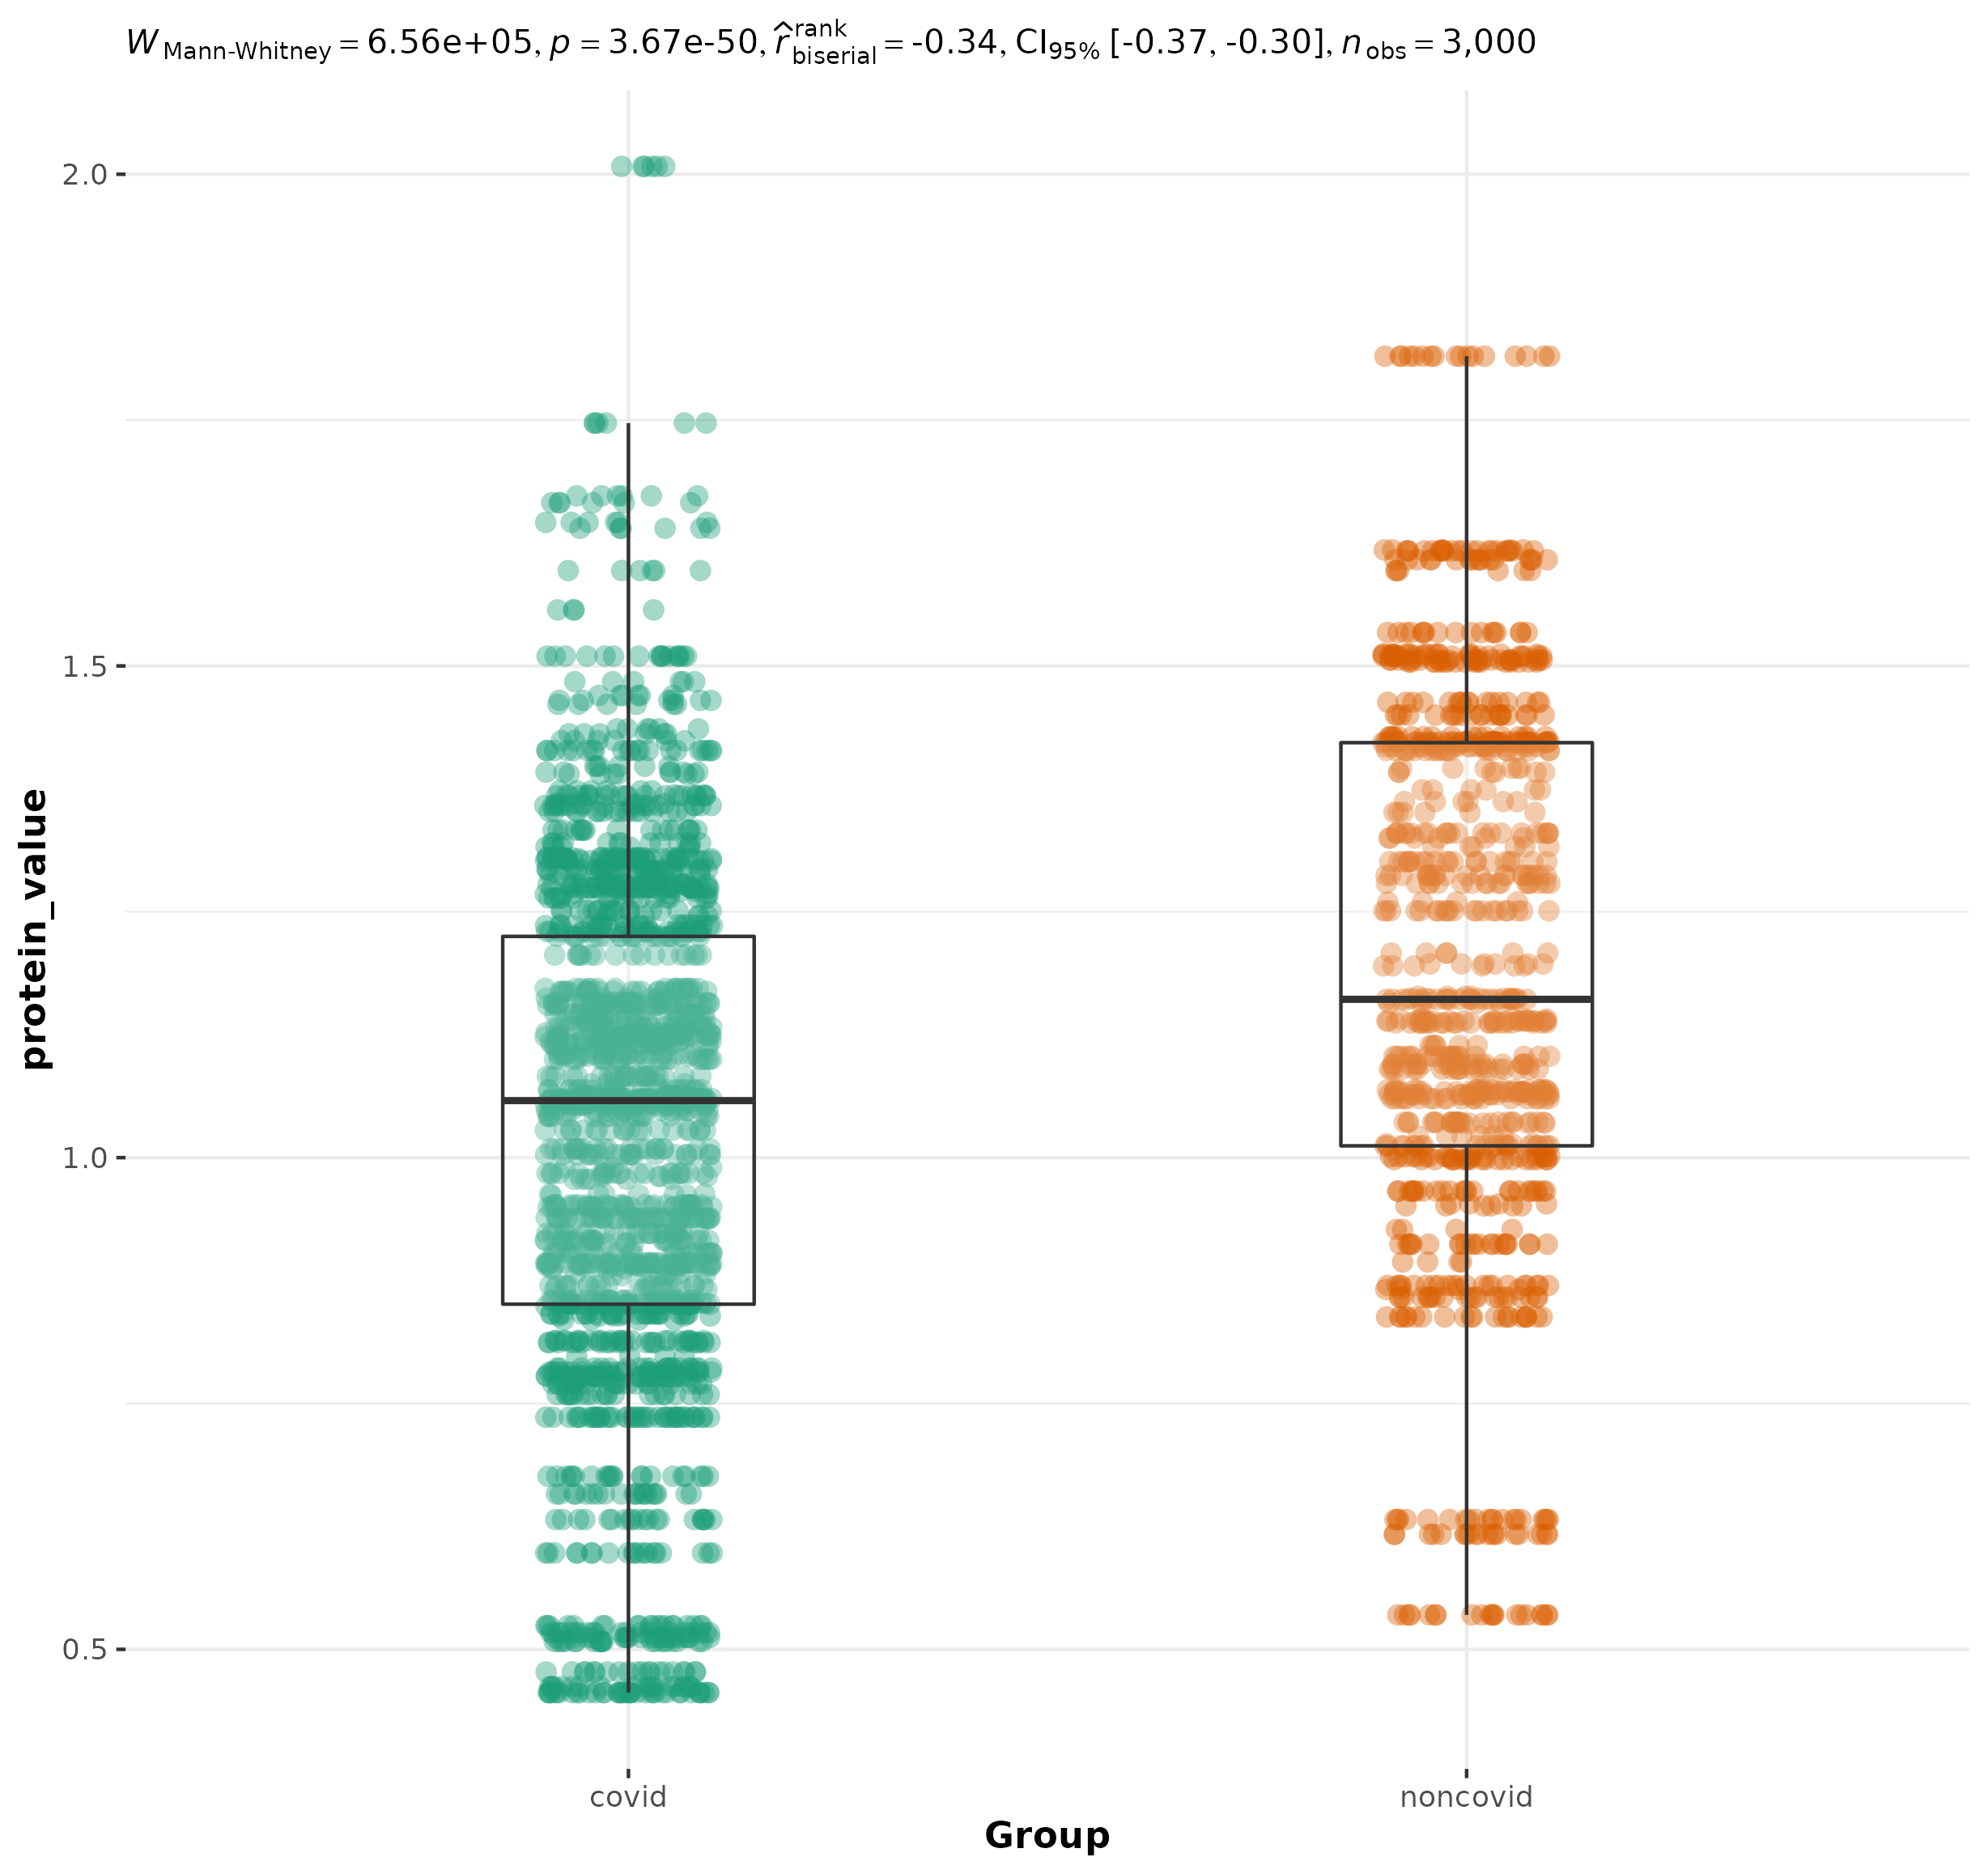 W Mann-Whitney = 6.56e+05, p = 3.67e-50, r̂ rank biserial = -0.34, CI95% [-0.37, -0.30], n obs = 3,000
2.0
1.5
1.0
0.5
protein_value
covid
noncovid
Group